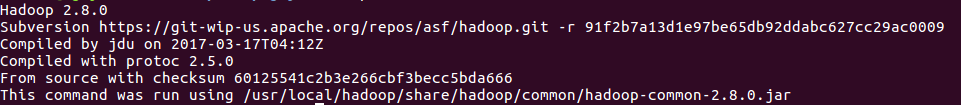 Hadoop 2.8.0
Subversion https://git-wip-us.apache.org/repos/asf/hadoop.git -r 91f2b7a13d1e97be65db92ddabc627cc29ac0009
Compiled by jdu on 2017-03-17T04:12Z
Compiled with protoc 2.5.0
From source with checksum 60125541c2b3e266cbf3becc5bda666
This command was run using /usr/local/hadoop/share/hadoop/common/hadoop-common-2.8.0.jar